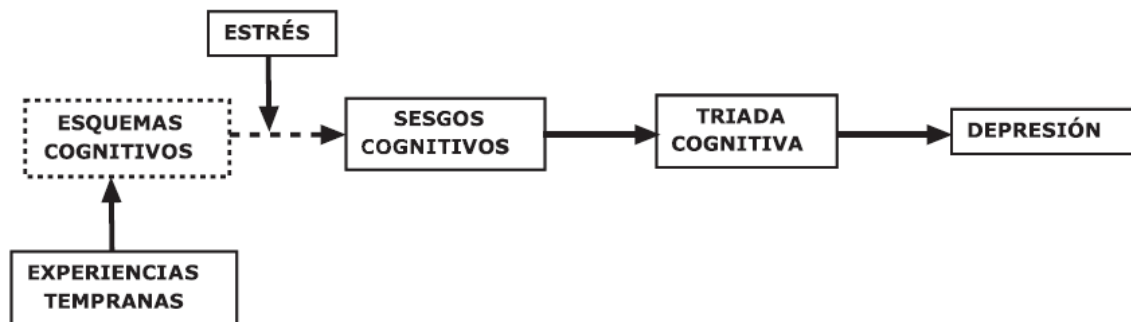 ESTRÉS
ESQUEMAS
COGNITIVOS
SESGOS
COGNITIVOS
TRIADA
COGNITIVA
DEPRESIÓN
EXPERIENCIAS
TEMPRANAS